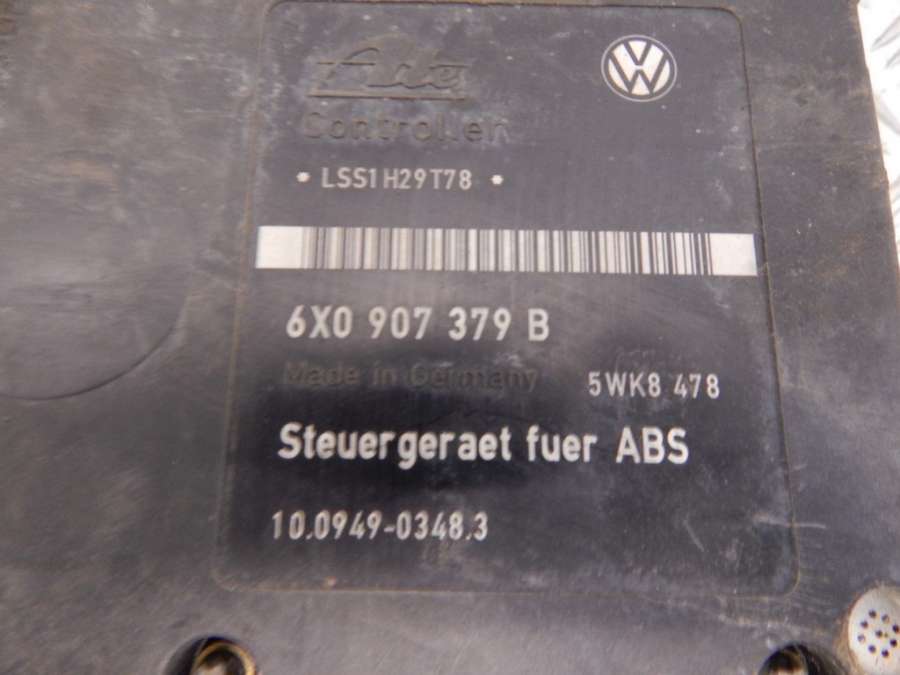 Ate
Controller
* LSS1H29T78 *
6X0 907 379 B
Made in Germany
5WK8 478
Steuergeraet fuer ABS
10.0949-0348.3